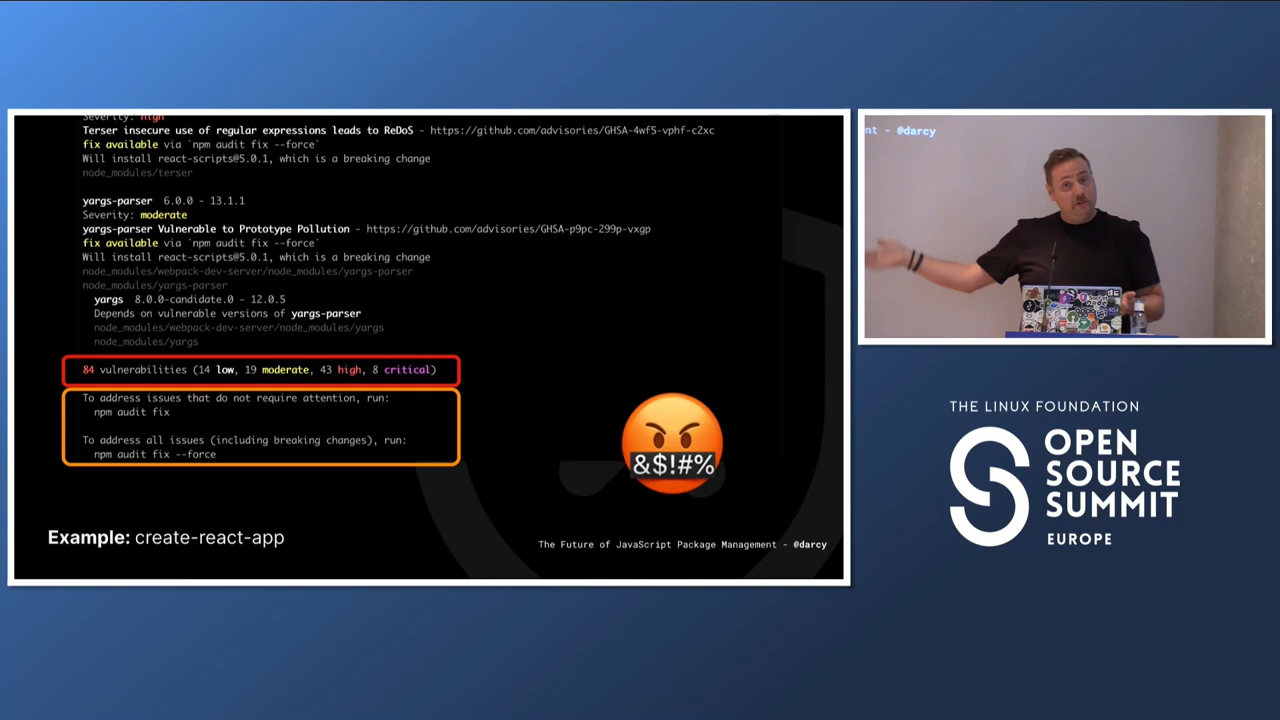 Severity: high
Terser insecure use of regular expressions leads to ReDoS - https://github.com/advisories/GHSA-4wf5-vphf-c2xc
fix available via `npm audit fix --force`
Will install react-scripts@5.0.1, which is a breaking change
node_modules/terser
yargs-parser 6.0.0 - 13.1.1
Severity: moderate
yargs-parser Vulnerable to Prototype Pollution - https://github.com/advisories/GHSA-p9pc-299p-vxgp
fix available via `npm audit fix --force`
Will install react-scripts@5.0.1, which is a breaking change
node_modules/webpack-dev-server/node_modules/yargs-parser
node_modules/yargs-parser
yargs 8.0.0-candidate.0 - 12.0.5
Depends on vulnerable versions of yargs-parser
node_modules/webpack-dev-server/node_modules/yargs
node_modules/yargs
84 vulnerabilities (14 low, 19 moderate, 43 high, 8 critical)
To address issues that do not require attention, run:
npm audit fix
To address all issues (including breaking changes), run:
npm audit fix --force
&$!#%
Example: create-react-app
The Future of JavaScript Package Management - @darcy
nt - @darcy
THE LINUX FOUNDATION
OPEN
SOURCE
SUMMIT
EUROPE